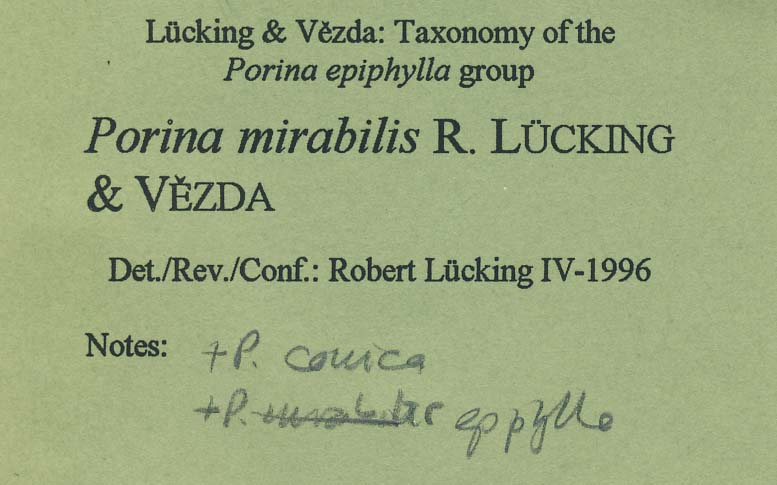 Lücking & Vězda: Taxonomy of the
Porina epiphylla group
Porina mirabilis R. LÜCKING
& VĚZDA
Det./Rev./Conf.: Robert Lücking IV-1996
Notes: +P. conica
+P. mirabilis epiphylla